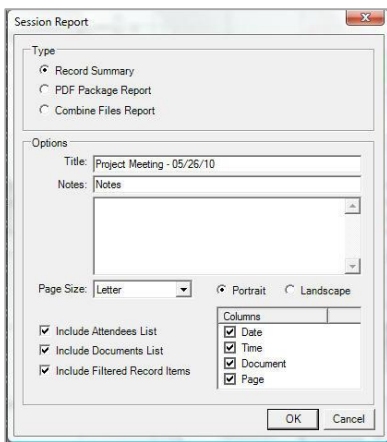 Session Report
Type
Record Summary
PDF Package Report
Combine Files Report
Options
Title: Project Meeting - 05/26/10
Notes: Notes
Page Size: Letter Portrait Landscape
Columns
Include Attendees List
Include Documents List
Include Filtered Record Items
Date
Time
Document
Page
OK Cancel